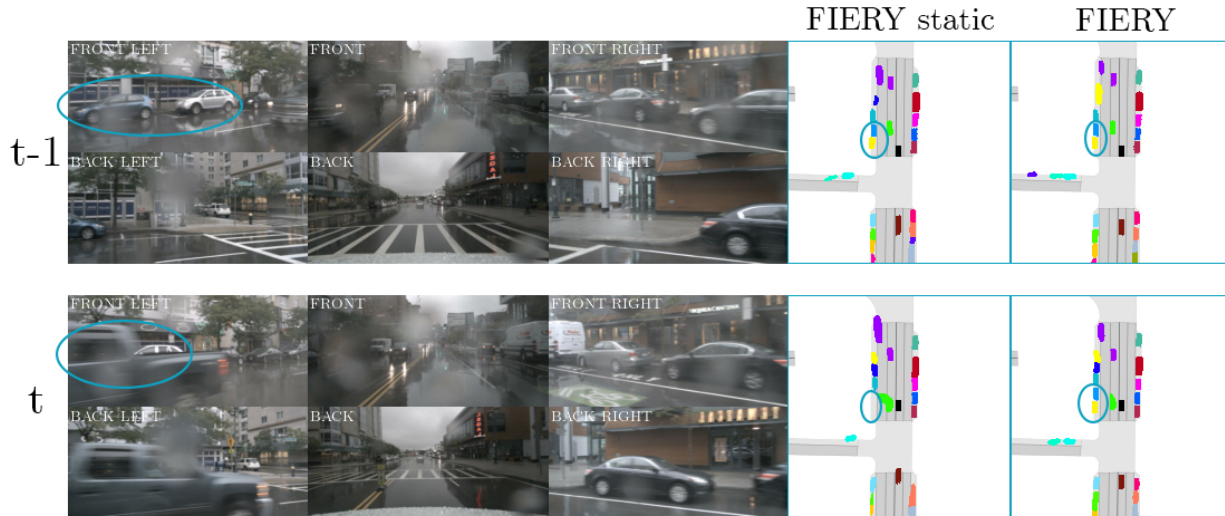 FIERY static
FIERY
t-1
FRONT LEFT
FRONT
FRONT RIGHT
BACK LEFT
BACK
BACK RIGHT
t
FRONT LEFT
FRONT
FRONT RIGHT
BACK LEFT
BACK
BACK RIGHT